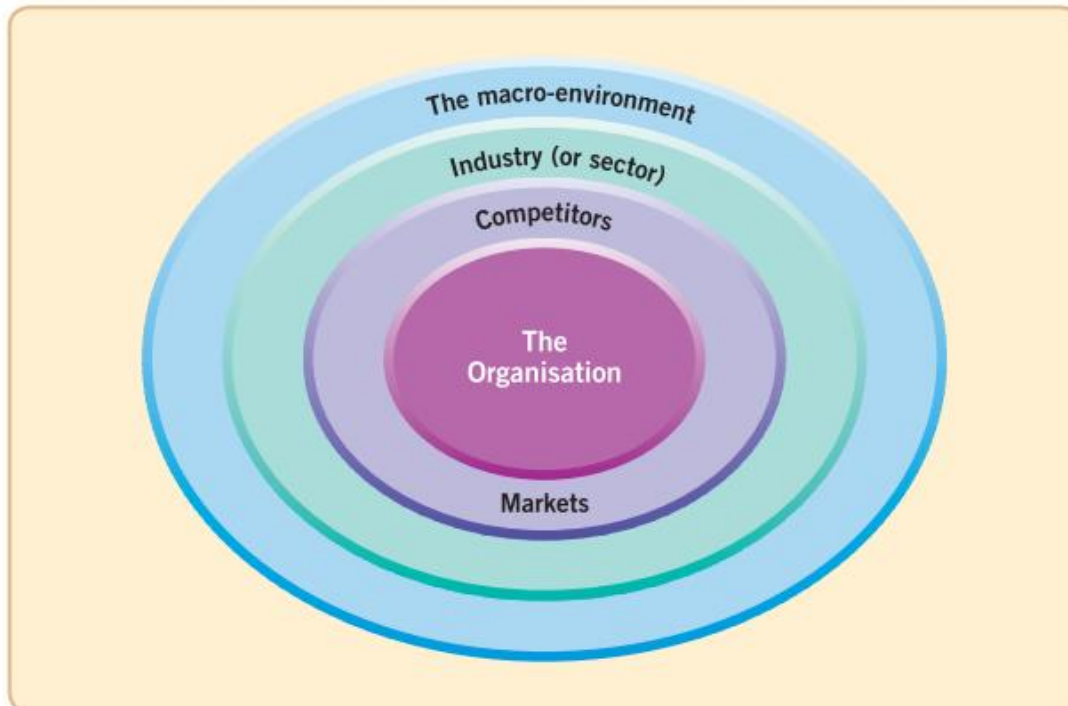 The macro-environment
Industry (or sector)
Competitors
The
Organisation
Markets